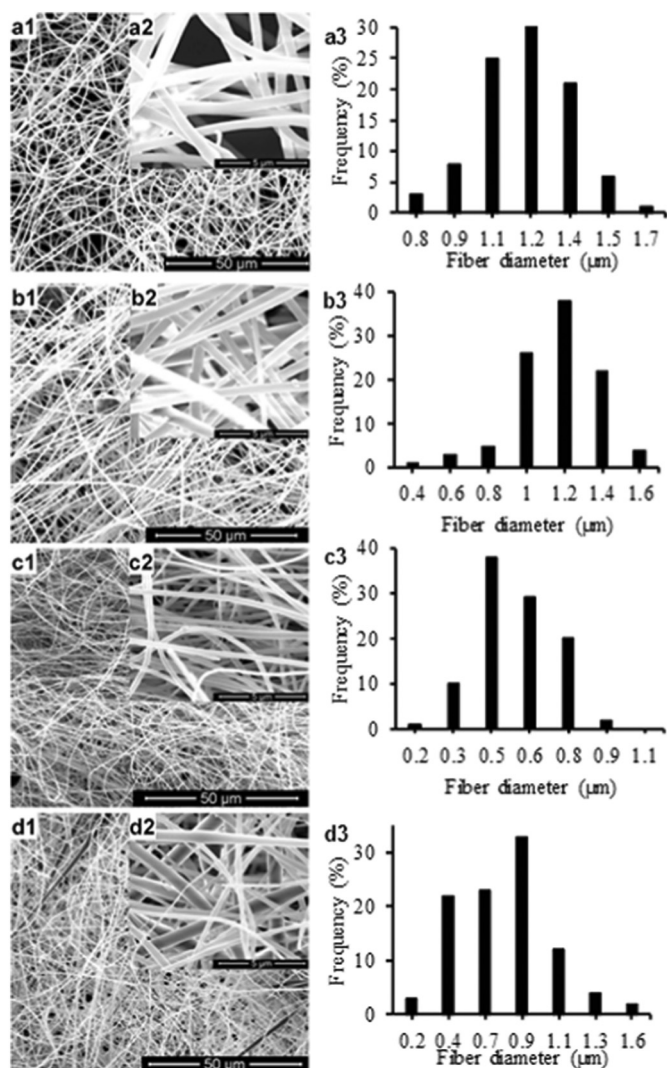 a1
a2
5 µm
50 µm
a3
Frequency (%)
30
25
20
15
10
5
0
0.8 0.9 1.1 1.2 1.4 1.5 1.7
Fiber diameter (µm)
b1
b2
5 µm
50 µm
b3
Frequency (%)
40
30
20
10
0
0.4 0.6 0.8 1 1.2 1.4 1.6
Fiber diameter (µm)
c1
c2
5 µm
50 µm
c3
Frequency (%)
40
30
20
10
0
0.2 0.3 0.5 0.6 0.8 0.9 1.1
Fiber diameter (µm)
d1
d2
5 µm
50 µm
d3
Frequency (%)
30
20
10
0
0.2 0.4 0.7 0.9 1.1 1.3 1.6
Fiber diameter (µm)